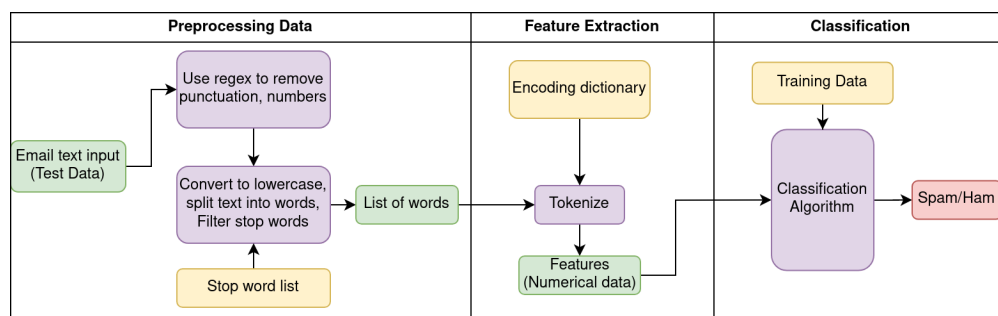 Preprocessing Data
Feature Extraction
Classification
Use regex to remove
punctuation, numbers
Email text input
(Test Data)
Convert to lowercase,
split text into words,
Filter stop words
List of words
Stop word list
Encoding dictionary
Tokenize
Features
(Numerical data)
Training Data
Classification
Algorithm
Spam/Ham